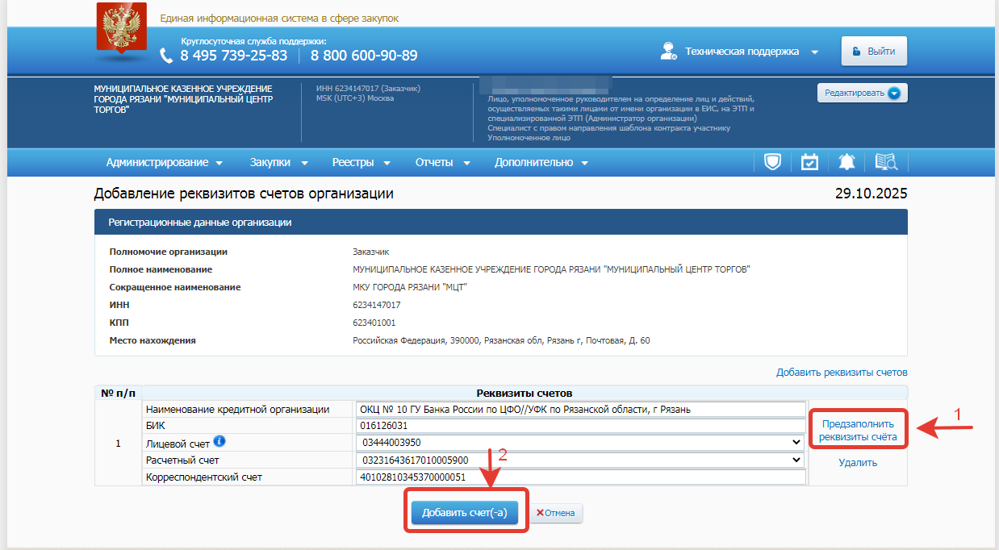 Единая информационная система в сфере закупок
Круглосуточная служба поддержки:
8 495 739-25-83 8 800 600-90-89
Техническая поддержка
Выйти
МУНИЦИПАЛЬНОЕ КАЗЕННОЕ УЧРЕЖДЕНИЕ
ГОРОДА РЯЗАНИ "МУНИЦИПАЛЬНЫЙ ЦЕНТР
ТОРГОВ"
ИНН 6234147017 (Заказчик)
MSK (UTC+3) Москва
Лицо, уполномоченное руководителем на определение лиц и действий,
осуществляемых такими лицами от имени организации в ЕИС, на ЭТП и
специализированной ЭТП (Администратор организации)
Специалист с правом направления шаблона контракта участнику
Уполномоченное лицо
Редактировать
Администрирование Закупки Реестры Отчеты Дополнительно
Добавление реквизитов счетов организации 29.10.2025
Регистрационные данные организации
Полномочие организации Заказчик
Полное наименование МУНИЦИПАЛЬНОЕ КАЗЕННОЕ УЧРЕЖДЕНИЕ ГОРОДА РЯЗАНИ "МУНИЦИПАЛЬНЫЙ ЦЕНТР ТОРГОВ"
Сокращенное наименование МКУ ГОРОДА РЯЗАНИ "МЦТ"
ИНН 6234147017
КПП 623401001
Место нахождения Российская Федерация, 390000, Рязанская обл, Рязань г, Почтовая, Д. 60
Добавить реквизиты счетов
№ п/п Реквизиты счетов
1
Наименование кредитной организации ОКЦ № 10 ГУ Банка России по ЦФО//УФК по Рязанской области, г Рязань
БИК 016126031
Лицевой счет 03444003950
Расчетный счет 03231643617010005900
Корреспондентский счет 40102810345370000051
Предзаполнить
реквизиты счёта
1
Удалить
2
Добавить счет(-а) Отмена